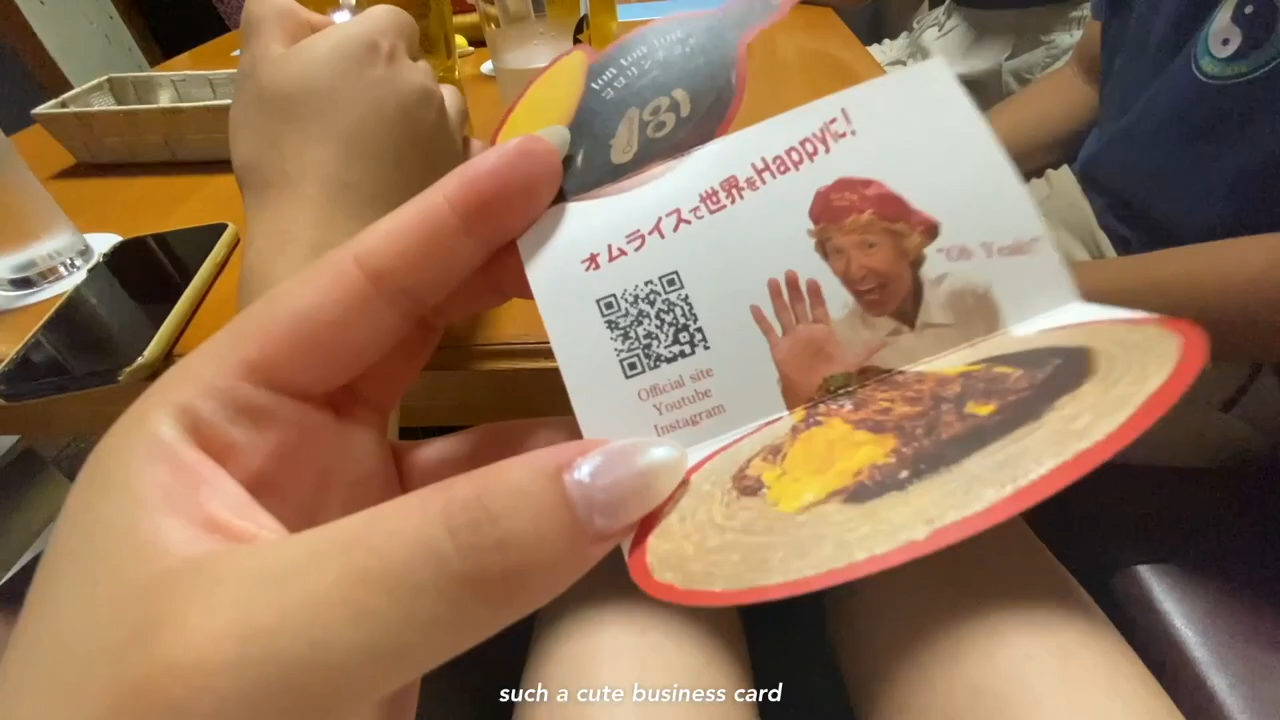 オムライスで世界をHappyに!
"Oh Yeah!"
Official site
Youtube
Instagram
such a cute business card